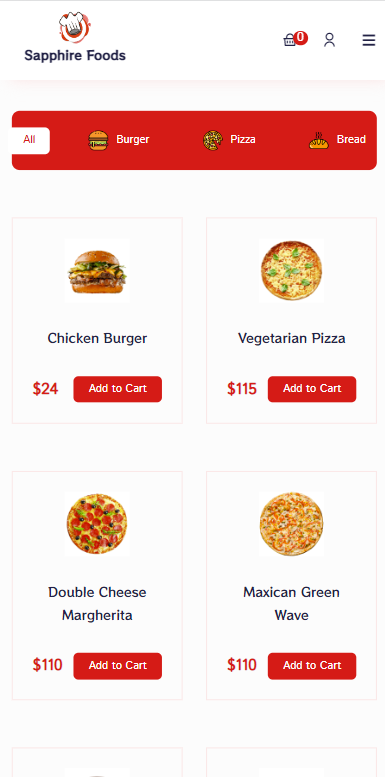 Sapphire Foods
0
All
Burger
Pizza
Bread
Chicken Burger
Vegetarian Pizza
$24
Add to Cart
$115
Add to Cart
Double Cheese
Margherita
Maxican Green
Wave
$110
Add to Cart
$110
Add to Cart